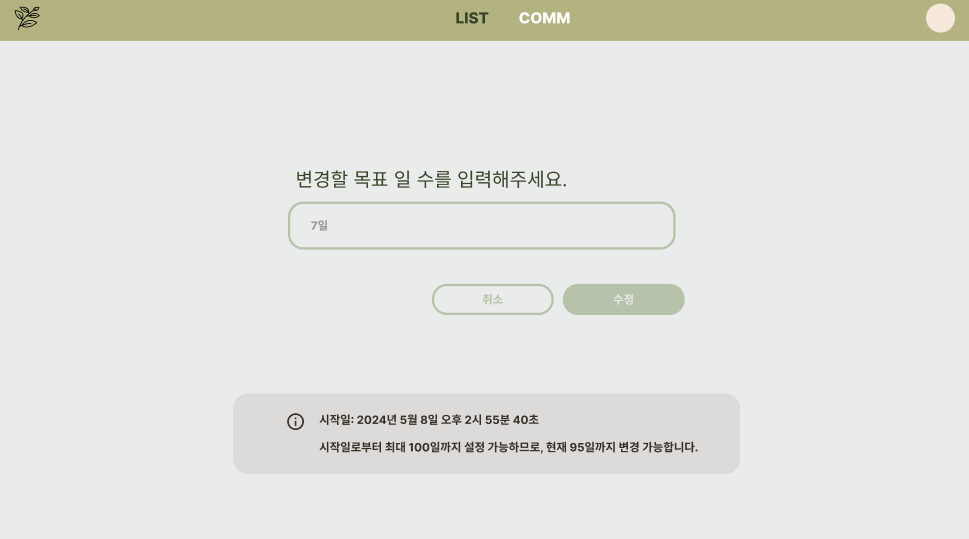 LIST COMM
변경할 목표 일 수를 입력해주세요.
7일
취소 수정
시작일: 2024년 5월 8일 오후 2시 55분 40초
시작일로부터 최대 100일까지 설정 가능하므로, 현재 95일까지 변경 가능합니다.